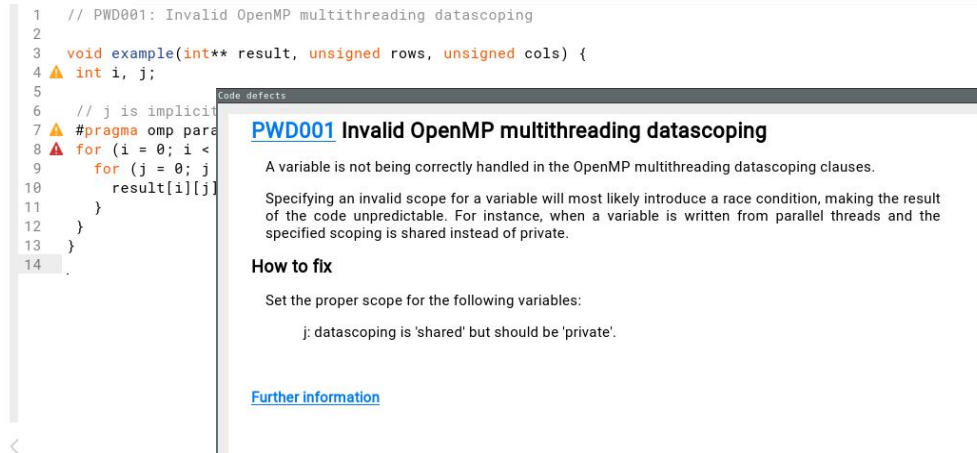 1 // PWD001: Invalid OpenMP multithreading datascoping
2
3 void example(int** result, unsigned rows, unsigned cols) {
4 int i, j;
5
6 // j is implicit
7 #pragma omp para
8 for (i = 0; i <
9 for (j = 0; j
10 result[i][j]
11 }
12 }
13 }
14
Code defects
PWD001 Invalid OpenMP multithreading datascoping
A variable is not being correctly handled in the OpenMP multithreading datascoping clauses.
Specifying an invalid scope for a variable will most likely introduce a race condition, making the result
of the code unpredictable. For instance, when a variable is written from parallel threads and the
specified scoping is shared instead of private.
How to fix
Set the proper scope for the following variables:
j: datascoping is 'shared' but should be 'private'.
Further information